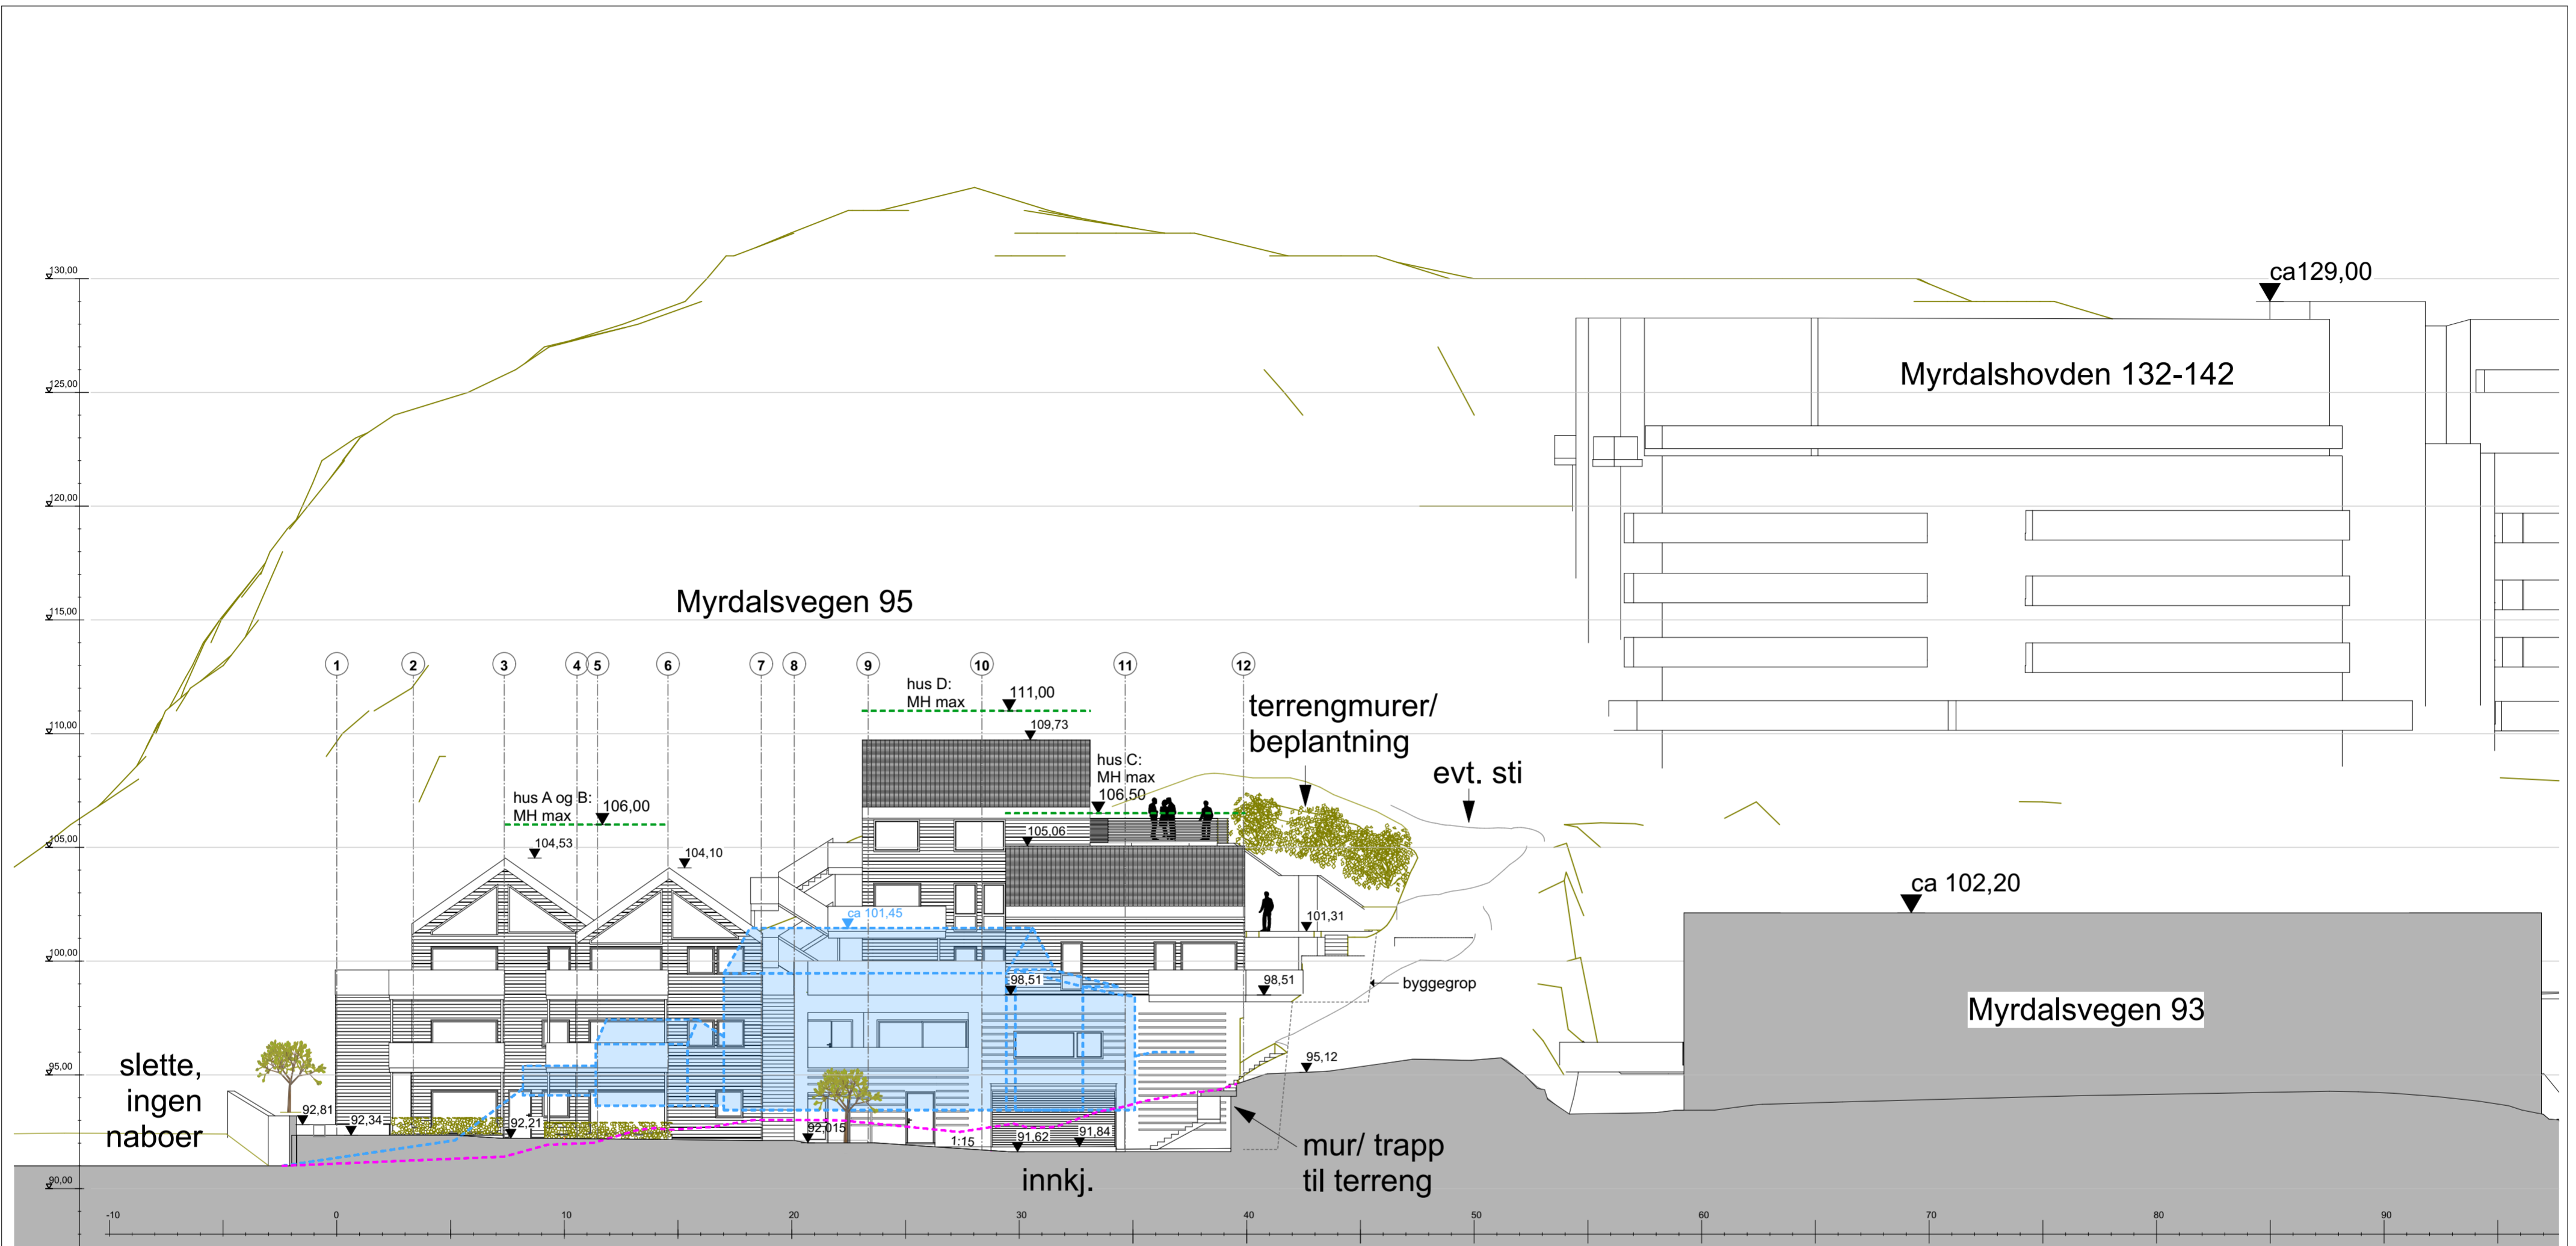 130,00
ca129,00
125,00
Myrdalshovden 132-142
120,00
115,00
Myrdalsvegen 95
1 2 3 4 5 6 7 8 9 10 11 12
hus D:
MH max
111,00
110,00
109,73
terrengmurer/
beplantning
hus C:
MH max
106,50
evt. sti
hus A og B:
MH max
106,00
105,00
105,06
104,53
104,10
ca 102,20
ca 101,45
101,31
100,00
98,51
98,51
byggegrop
Myrdalsvegen 93
95,00
95,12
slette,
ingen
naboer
92,81
92,34
92,21
92,015
1:15
91,62
91,84
mur/ trapp
til terreng
innkj.
90,00
-10 0 10 20 30 40 50 60 70 80 90